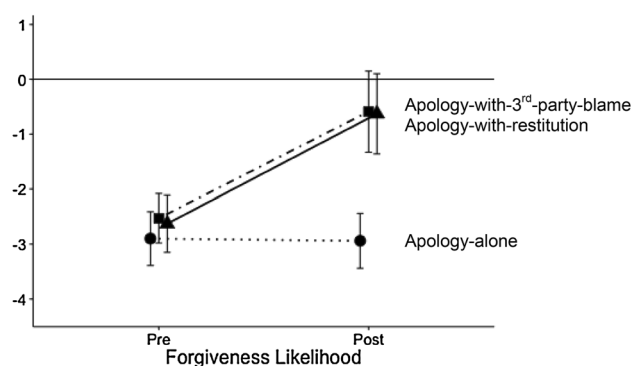 1
0
Apology-with-3rd-party-blame
-1
Apology-with-restitution
-2
-3
Apology-alone
-4
Pre
Post
Forgiveness Likelihood